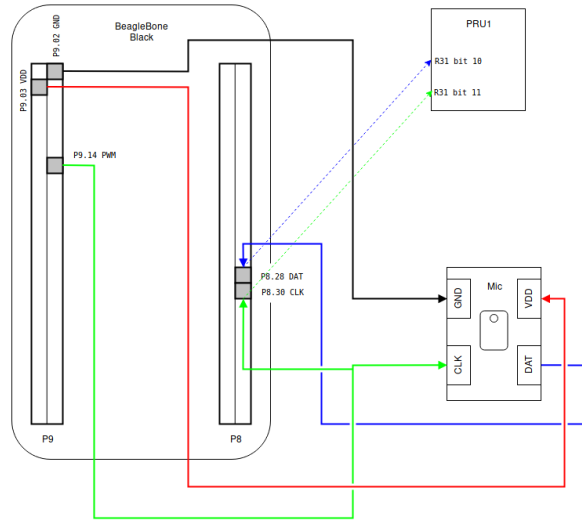 BeagleBone
Black
PRU1
P9.02 GND
P9.03 VDD
R31 bit 10
R31 bit 11
P9.14 PWM
P8.28 DAT
P8.30 CLK
Mic
GND
VDD
CLK
DAT
P9
P8